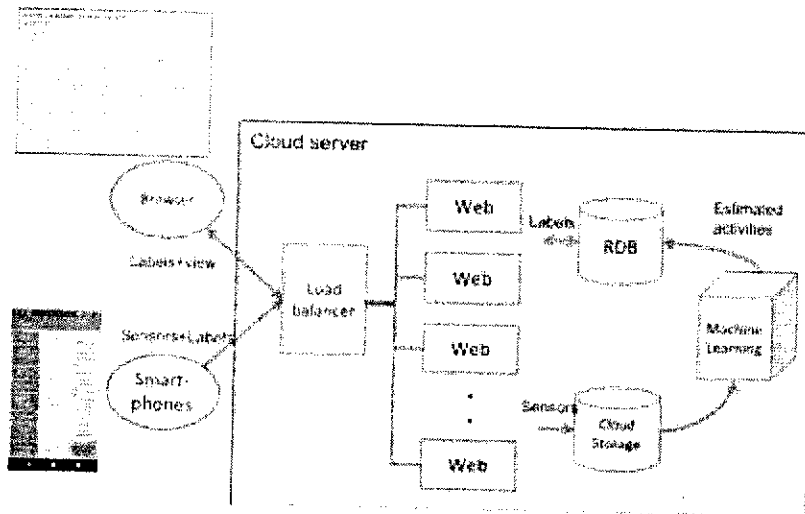 Cloud server
Browser
Labels+view
Sensors+Labels
Smart-
phones
Load
balancer
Web
Web
Web
Web
Labels
RDB
Estimated
activities
Machine
Learning
Sensors
Cloud
Storage